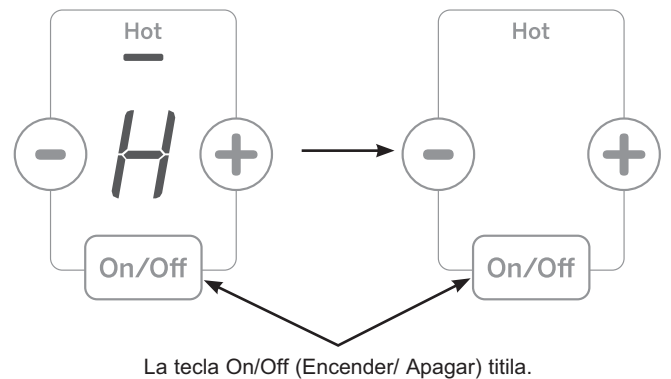 Hot Hot
H
- + - +
On/Off On/Off
La tecla On/Off (Encender/ Apagar) titila.